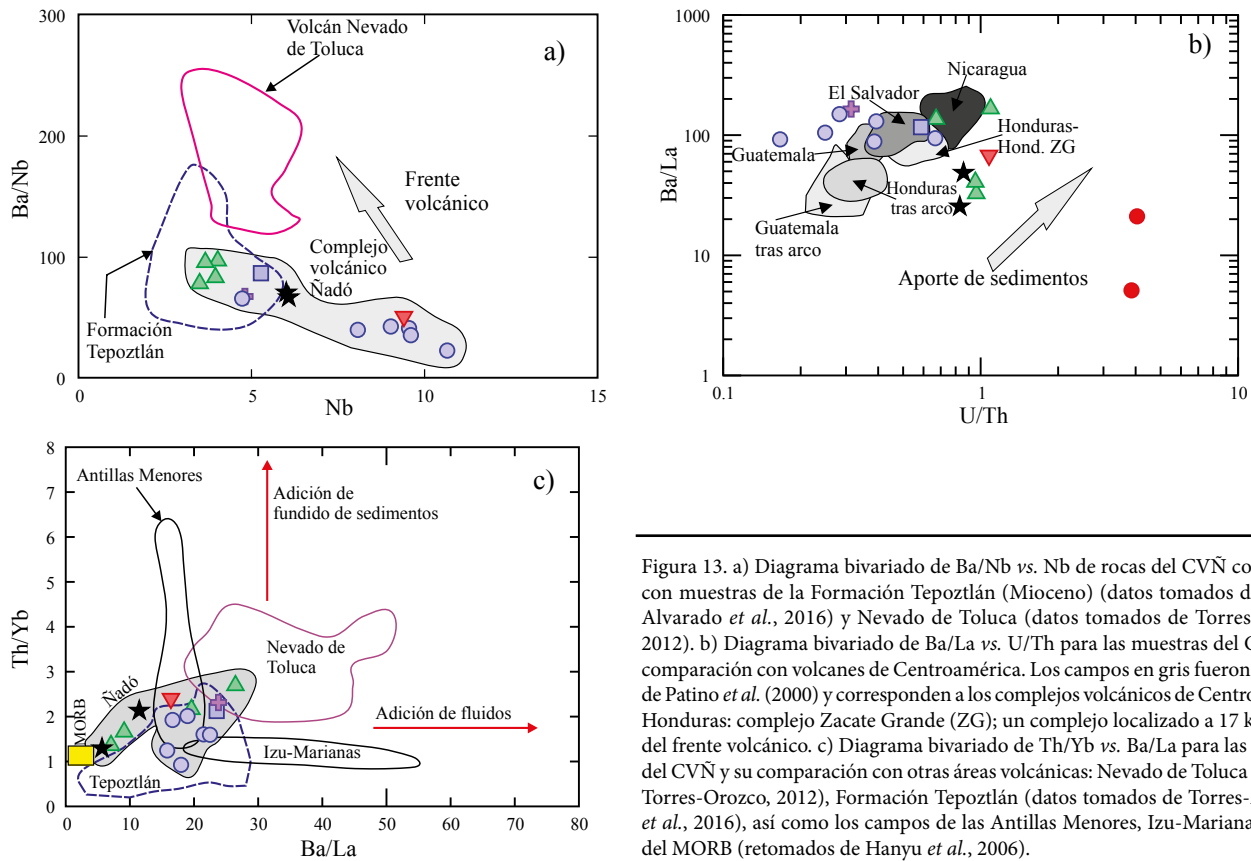 a)
300
200
100
0
Ba/Nb
Volcán Nevado
de Toluca
Frente
volcánico
Complejo
volcánico
Ñadó
Formación
Tepoztlán
0
5
10
15
Nb
b)
1000
100
10
1
Ba/La
Nicaragua
El Salvador
Honduras-
Hond. ZG
Guatemala
Honduras
tras arco
Guatemala
tras arco
Aporte de sedimentos
0.1
1
10
U/Th
c)
8
7
6
5
4
3
2
1
0
Th/Yb
Antillas Menores
Adición de
fundido de sedimentos
Nevado de
Toluca
Ñadó
MORB
Adición de fluidos
Izu-Marianas
Tepoztlán
0
10
20
30
40
50
60
70
80
Ba/La
Figura 13. a) Diagrama bivariado de Ba/Nb vs. Nb de rocas del CVÑ co
con muestras de la Formación Tepoztlán (Mioceno) (datos tomados d
Alvarado et al., 2016) y Nevado de Toluca (datos tomados de Torres
2012). b) Diagrama bivariado de Ba/La vs. U/Th para las muestras del C
comparación con volcanes de Centroamérica. Los campos en gris fueron
de Patino et al. (2000) y corresponden a los complejos volcánicos de Centro
Honduras: complejo Zacate Grande (ZG); un complejo localizado a 17 k
del frente volcánico. c) Diagrama bivariado de Th/Yb vs. Ba/La para las
del CVÑ y su comparación con otras áreas volcánicas: Nevado de Toluca
Torres-Orozco, 2012), Formación Tepoztlán (datos tomados de Torres-
et al., 2016), así como los campos de las Antillas Menores, Izu-Mariana
del MORB (retomados de Hanyu et al., 2006).